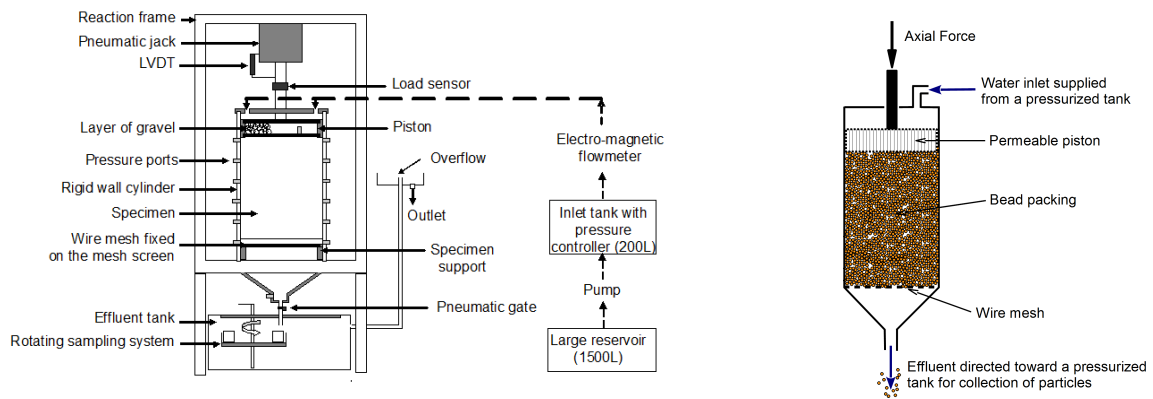 Reaction frame
Pneumatic jack
LVDT
Load sensor
Layer of gravel
Piston
Pressure ports
Rigid wall cylinder
Specimen
Wire mesh fixed
on the mesh screen
Specimen
support
Overflow
Outlet
Pneumatic gate
Effluent tank
Rotating sampling system
Electro-magnetic
flowmeter
Inlet tank with
pressure
controller (200L)
Pump
Large reservoir
(1500L)
Axial Force
Water inlet supplied
from a pressurized tank
Permeable piston
Bead packing
Wire mesh
Effluent directed toward a pressurized
tank for collection of particles